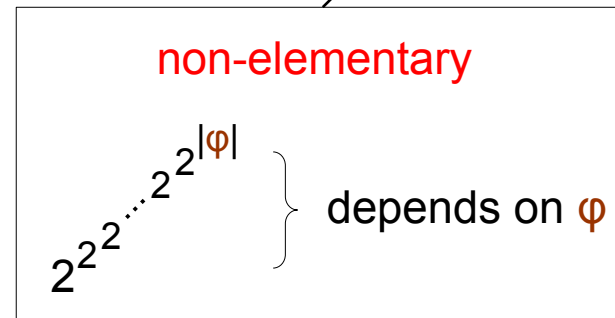 non-elementary
2^2^2^⋰^2^2^|φ| } depends on φ